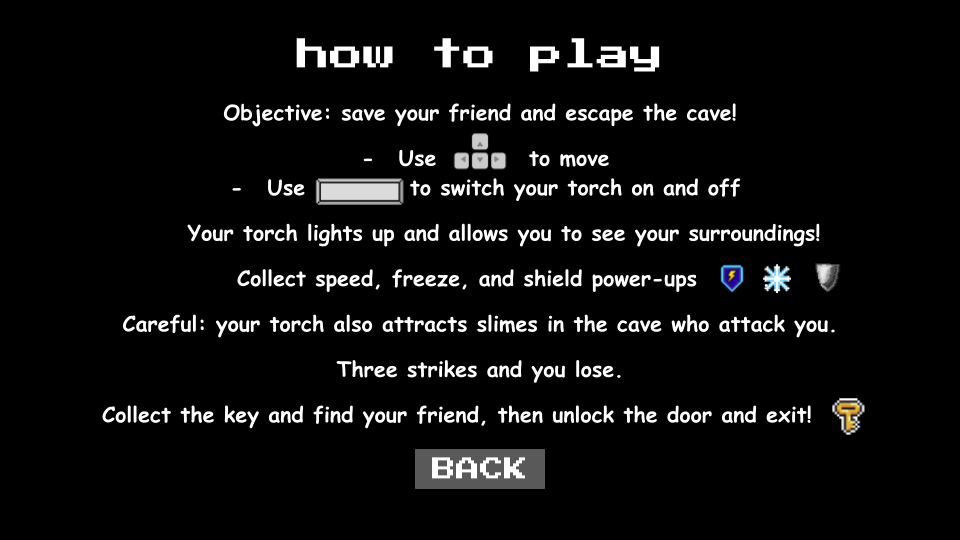 how to play
Objective: save your friend and escape the cave!
- Use to move
- Use to switch your torch on and off
Your torch lights up and allows you to see your surroundings!
Collect speed, freeze, and shield power-ups
Careful: your torch also attracts slimes in the cave who attack you.
Three strikes and you lose.
Collect the key and find your friend, then unlock the door and exit!
BACK